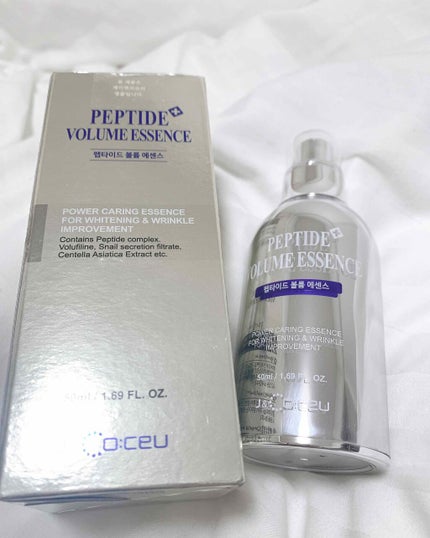 PEPTIDE
VOLUME ESSENCE
펩타이드 볼륨 에센스
POWER CARING ESSENCE
FOR WHITENING & WRINKLE
IMPROVEMENT
Contains Peptide complex,
Volufiline, Snail secretion filtrate,
Centella Asiatica Extract etc.
50ml / 1.69 FL. OZ.
o:ceu
PEPTIDE
VOLUME ESSENCE
펩타이드 볼륨 에센스
POWER CARING ESSENCE
FOR WHITENING & WRINKLE
IMPROVEMENT
50ml / 1.69 FL. OZ.
o:ceu